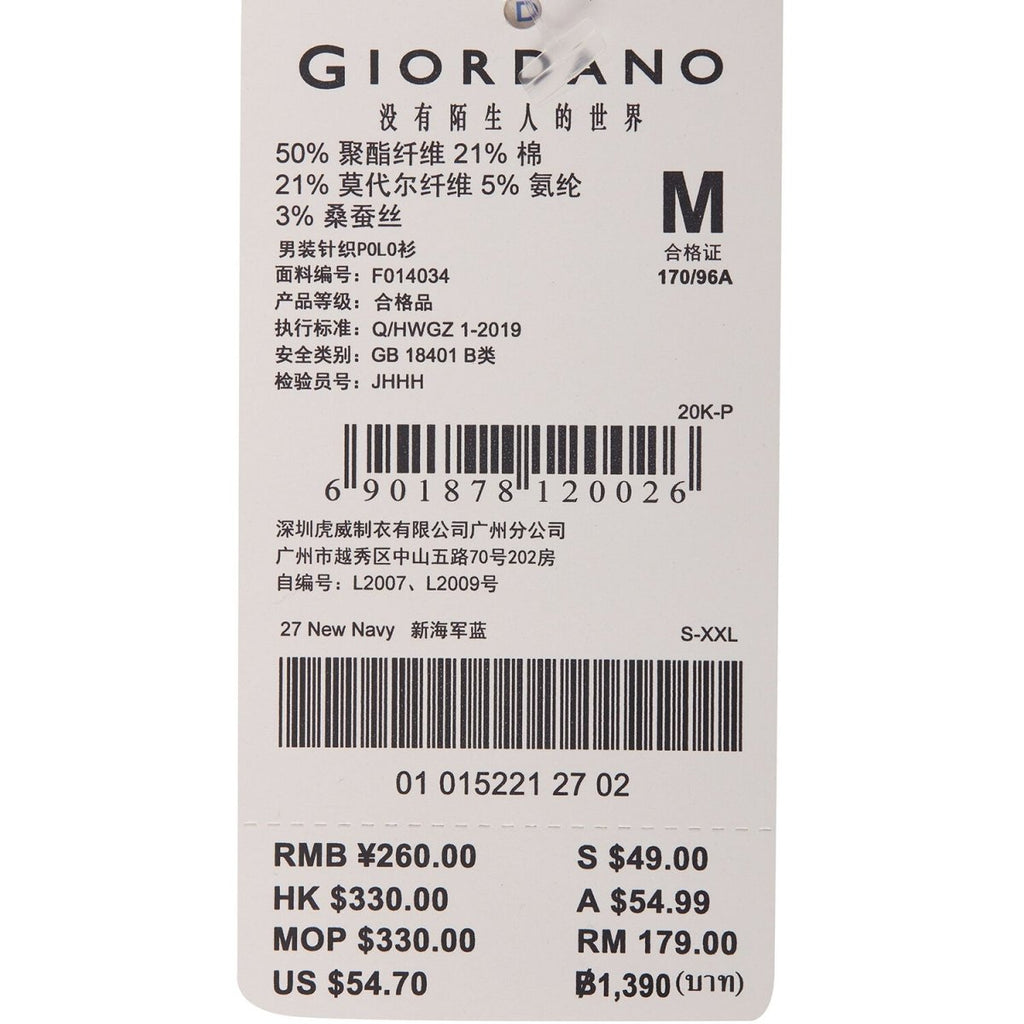 GIORDANO
没有陌生人的世界
50% 聚酯纤维 21% 棉
21% 莫代尔纤维 5% 氨纶
3% 桑蚕丝
M
合格证
170/96A
男装针织POLO衫
面料编号：F014034
产品等级：合格品
执行标准：Q/HWGZ 1-2019
安全类别：GB 18401 B类
检验员号：JHHH
20K-P
6 901878 120026
深圳虎威制衣有限公司广州分公司
广州市越秀区中山五路70号202房
自编号：L2007、L2009号
27 New Navy 新海军蓝 S-XXL
01 015221 27 02
RMB ¥260.00 S $49.00
HK $330.00 A $54.99
MOP $330.00 RM 179.00
US $54.70 ฿1,390 (บาท)